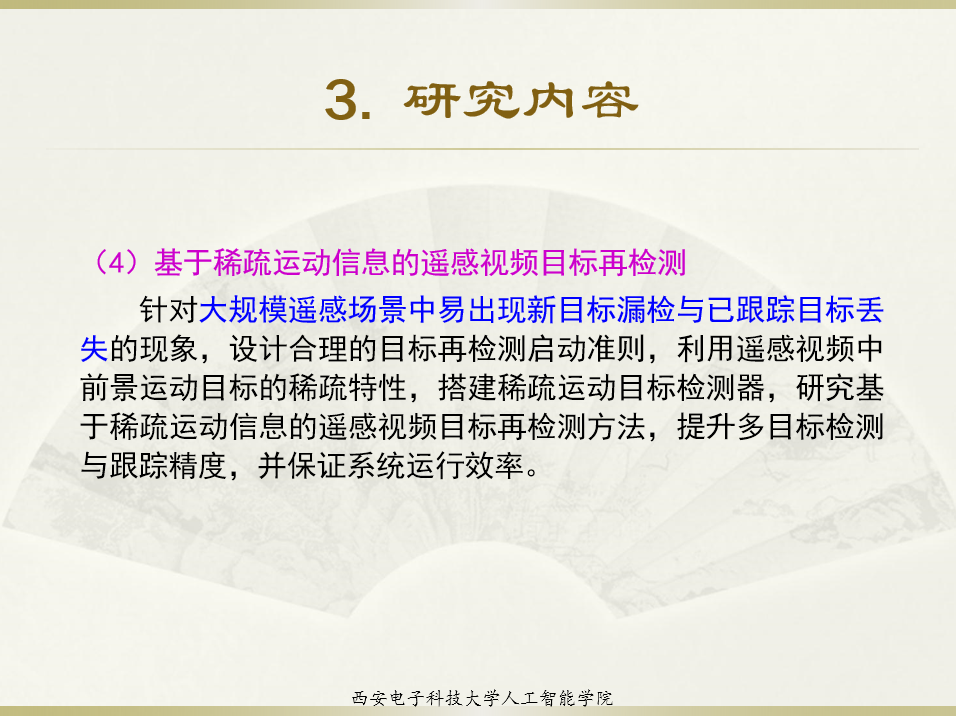 3. 研究内容
（4）基于稀疏运动信息的遥感视频目标再检测
针对大规模遥感场景中易出现新目标漏检与已跟踪目标丢
失的现象，设计合理的目标再检测启动准则，利用遥感视频中
前景运动目标的稀疏特性，搭建稀疏运动目标检测器，研究基
于稀疏运动信息的遥感视频目标再检测方法，提升多目标检测
与跟踪精度，并保证系统运行效率。
西安电子科技大学人工智能学院